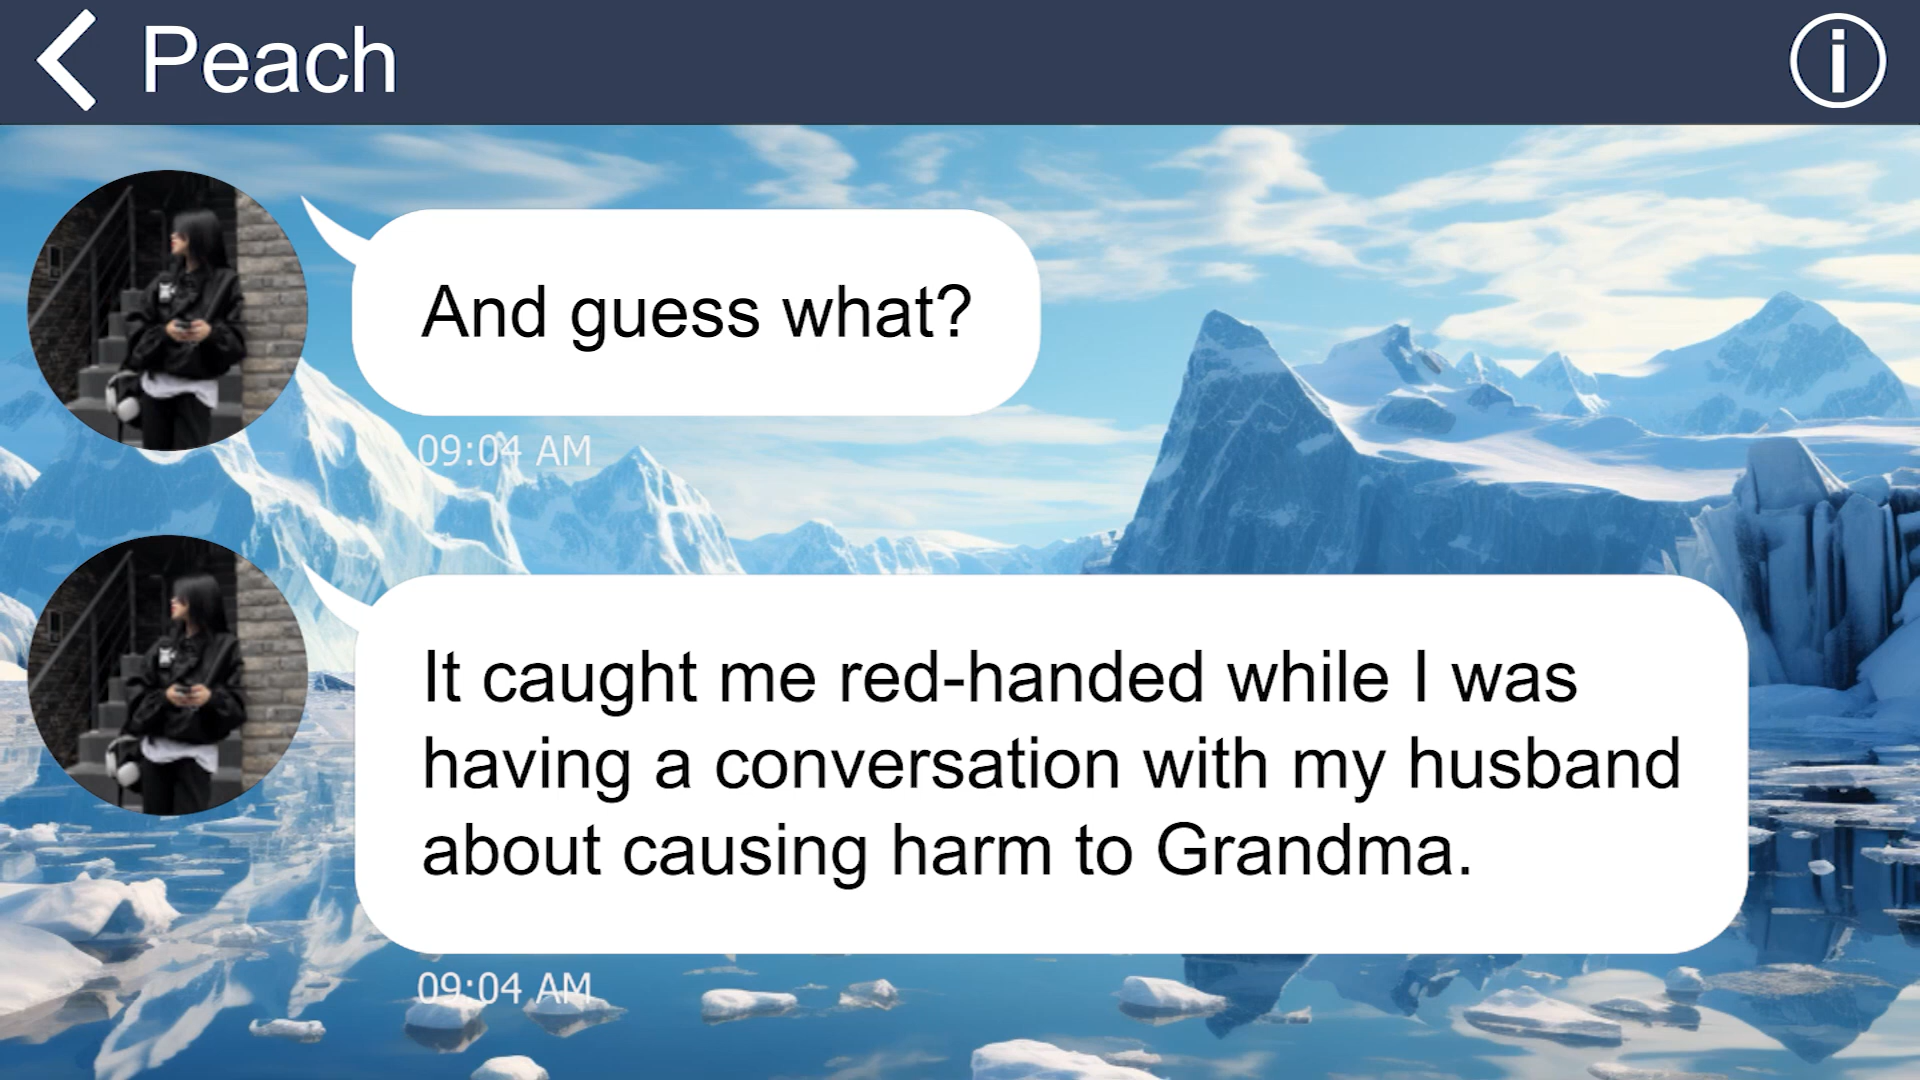 Peach
And guess what?
09:04 AM
It caught me red-handed while I was
having a conversation with my husband
about causing harm to Grandma.
09:04 AM